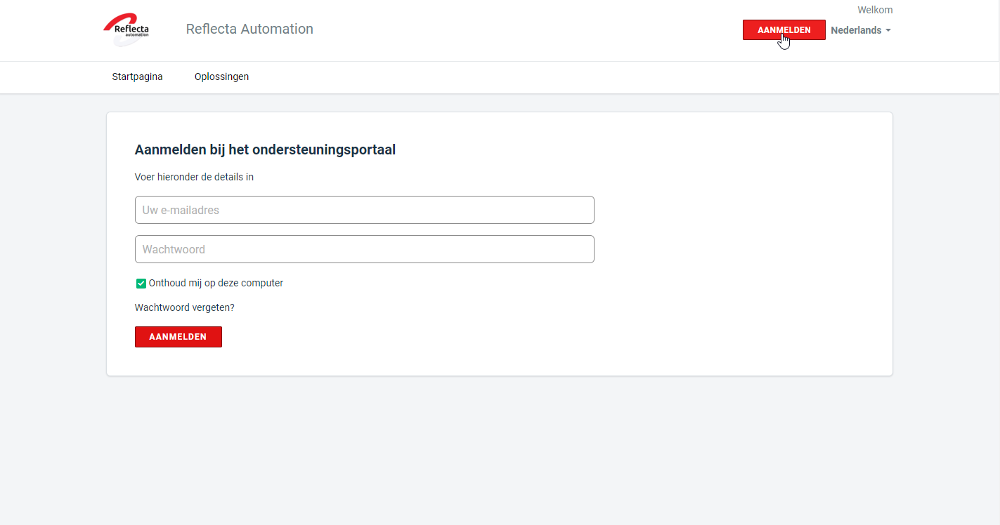 Welkom
Reflecta
automation
Reflecta Automation
AANMELDEN
Nederlands
Startpagina
Oplossingen
Aanmelden bij het ondersteuningsportaal
Voer hieronder de details in
Uw e-mailadres
Wachtwoord
Onthoud mij op deze computer
Wachtwoord vergeten?
AANMELDEN